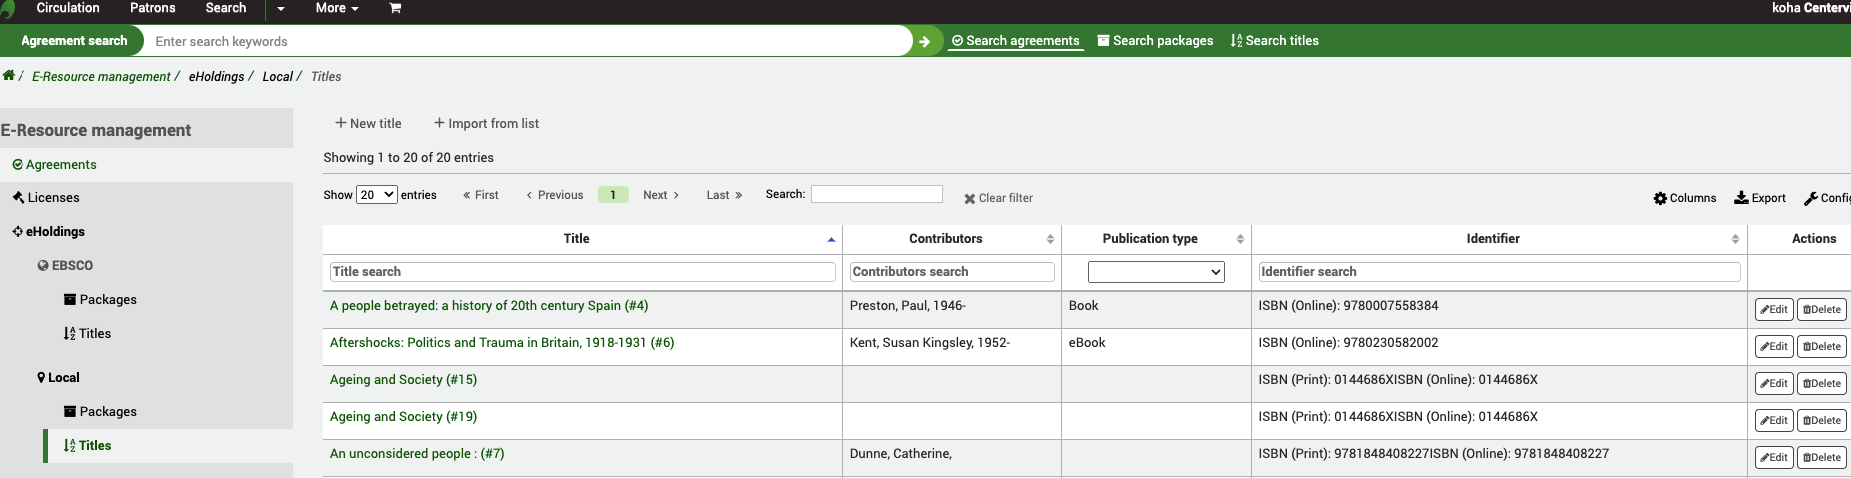 Circulation Patrons Search More koha Centervi
Agreement search Enter search keywords Search agreements Search packages Search titles
/ E-Resource management / eHoldings / Local / Titles
E-Resource management
Agreements
Licenses
eHoldings
EBSCO
Packages
Titles
Local
Packages
Titles
+ New title + Import from list
Showing 1 to 20 of 20 entries
Show 20 entries « First ‹ Previous 1 Next › Last » Search: Clear filter Columns Export Config
Title Contributors Publication type Identifier Actions
Title search Contributors search Identifier search
A people betrayed: a history of 20th century Spain (#4) Preston, Paul, 1946- Book ISBN (Online): 9780007558384 Edit Delete
Aftershocks: Politics and Trauma in Britain, 1918-1931 (#6) Kent, Susan Kingsley, 1952- eBook ISBN (Online): 9780230582002 Edit Delete
Ageing and Society (#15) ISBN (Print): 0144686XISBN (Online): 0144686X Edit Delete
Ageing and Society (#19) ISBN (Print): 0144686XISBN (Online): 0144686X Edit Delete
An unconsidered people : (#7) Dunne, Catherine, ISBN (Print): 9781848408227ISBN (Online): 9781848408227 Edit Delete